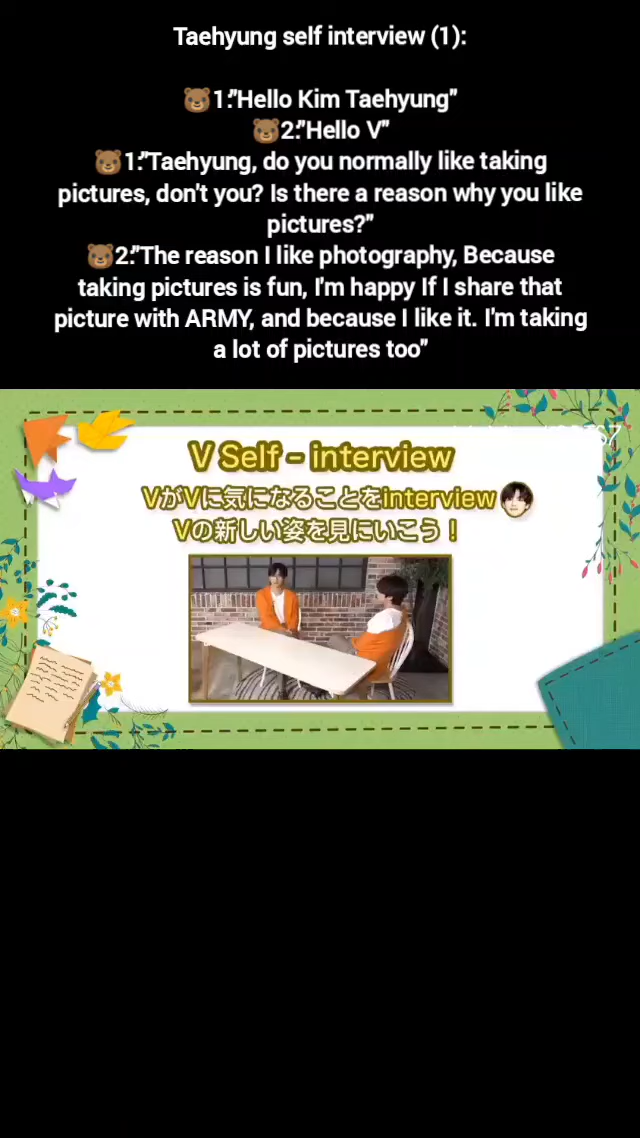 Taehyung self interview (1):
🐻1:"Hello Kim Taehyung"
🐻2:"Hello V"
🐻1:"Taehyung, do you normally like taking
pictures, don't you? Is there a reason why you like
pictures?"
🐻2:"The reason I like photography, Because
taking pictures is fun, I'm happy If I share that
picture with ARMY, and because I like it. I'm taking
a lot of pictures too"
V Self - interview
VがVに気になることをinterview
Vの新しい姿を見にいこう！